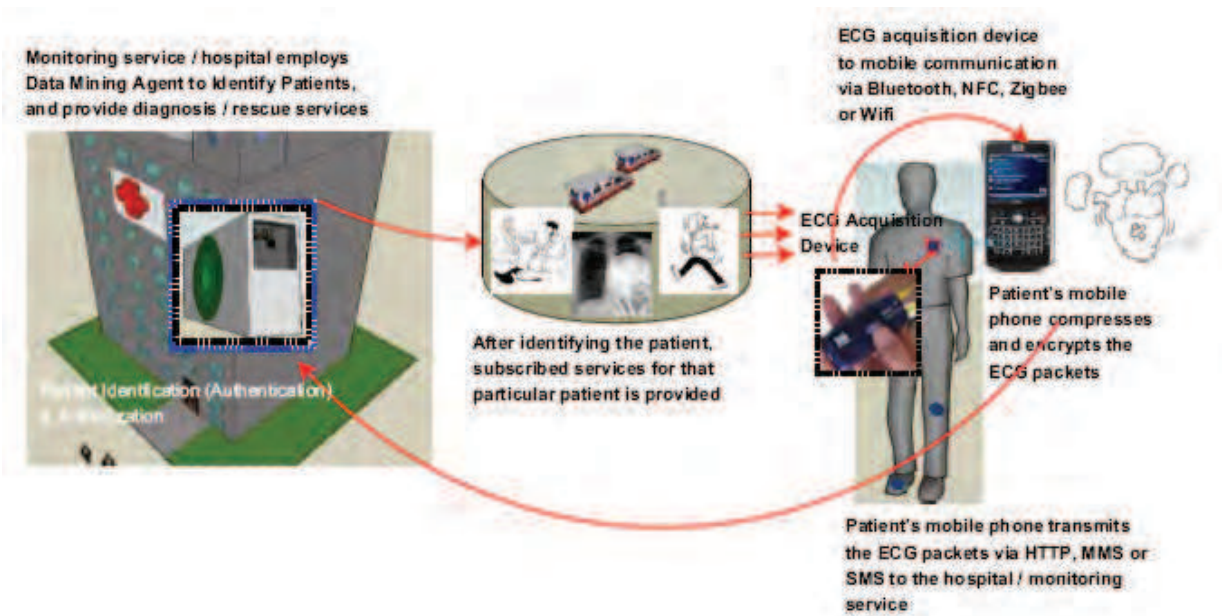 Monitoring service / hospital employs
Data Mining Agent to Identify Patients,
and provide diagnosis / rescue services
ECG acquisition device
to mobile communication
via Bluetooth, NFC, Zigbee
or Wifi
ECG Acquisition
Device
Patient's mobile
phone compresses
and encrypts the
ECG packets
After identifying the patient,
subscribed services for that
particular patient is provided
Identification (Authentication)
Patient's mobile phone transmits
the ECG packets via HTTP, MMS or
SMS to the hospital / monitoring
service